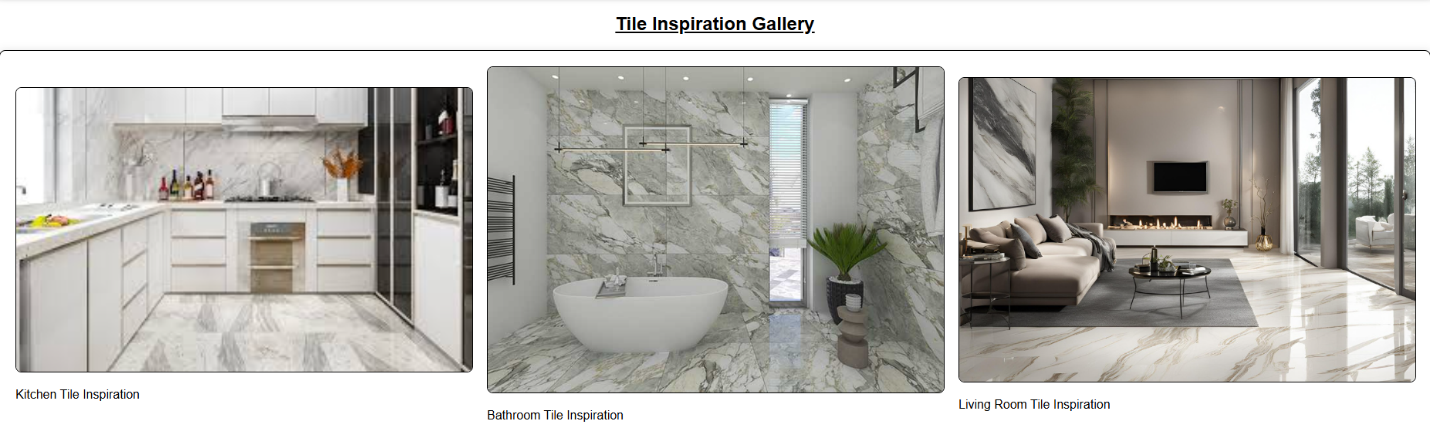 Tile Inspiration Gallery
Kitchen Tile Inspiration
Bathroom Tile Inspiration
Living Room Tile Inspiration